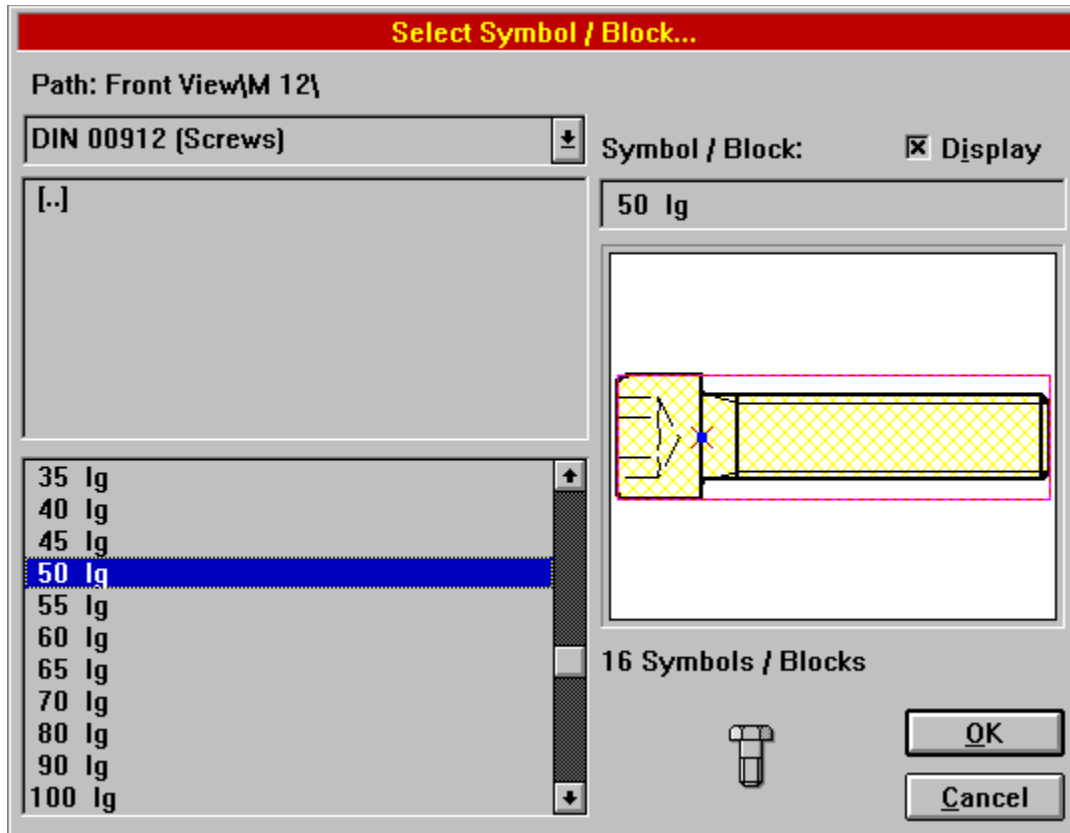 Select Symbol / Block...
Path: Front View\M 12\
DIN 00912 (Screws)
Symbol / Block:
Display
[..]
50 lg
35 lg
40 lg
45 lg
50 lg
55 lg
60 lg
65 lg
70 lg
80 lg
90 lg
100 lg
16 Symbols / Blocks
OK
Cancel